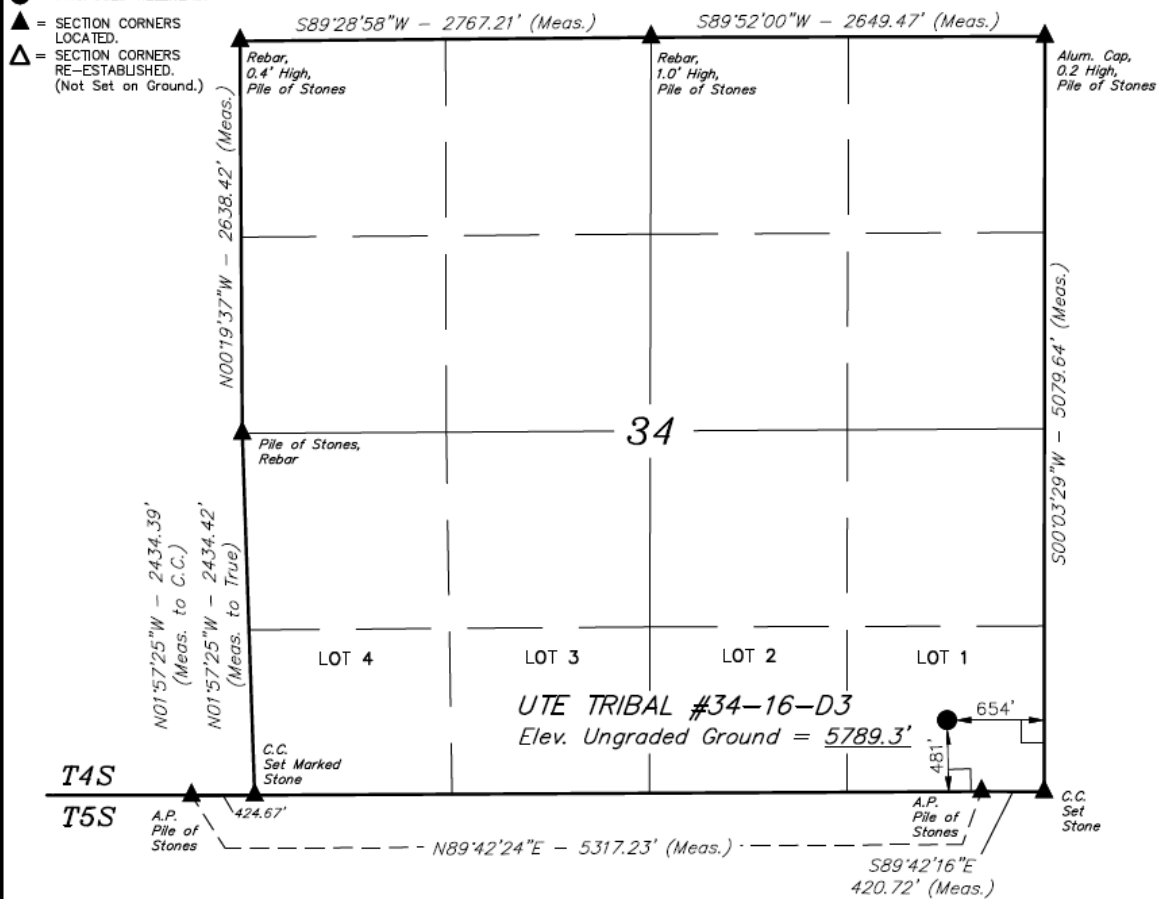 ▲ = SECTION CORNERS
LOCATED.
△ = SECTION CORNERS
RE-ESTABLISHED.
(Not Set on Ground.)
S89°28'58"W - 2767.21' (Meas.)
S89°52'00"W - 2649.47' (Meas.)
Rebar,
0.4' High,
Pile of Stones
Rebar,
1.0' High,
Pile of Stones
Alum. Cap,
0.2 High,
Pile of Stones
N00°19'37"W - 2638.42' (Meas.)
S00°03'29"W - 5079.64' (Meas.)
34
Pile of Stones,
Rebar
N01°57'25"W - 2434.39'
(Meas. to C.C.)
N01°57'25"W - 2434.42'
(Meas. to True)
LOT 4
LOT 3
LOT 2
LOT 1
UTE TRIBAL #34-16-D3
Elev. Ungraded Ground = 5789.3'
654'
481'
C.C.
Set Marked
Stone
T4S
T5S
A.P.
Pile of
Stones
424.67'
A.P.
Pile of
Stones
C.C.
Set
Stone
N89°42'24"E - 5317.23' (Meas.)
S89°42'16"E
420.72' (Meas.)